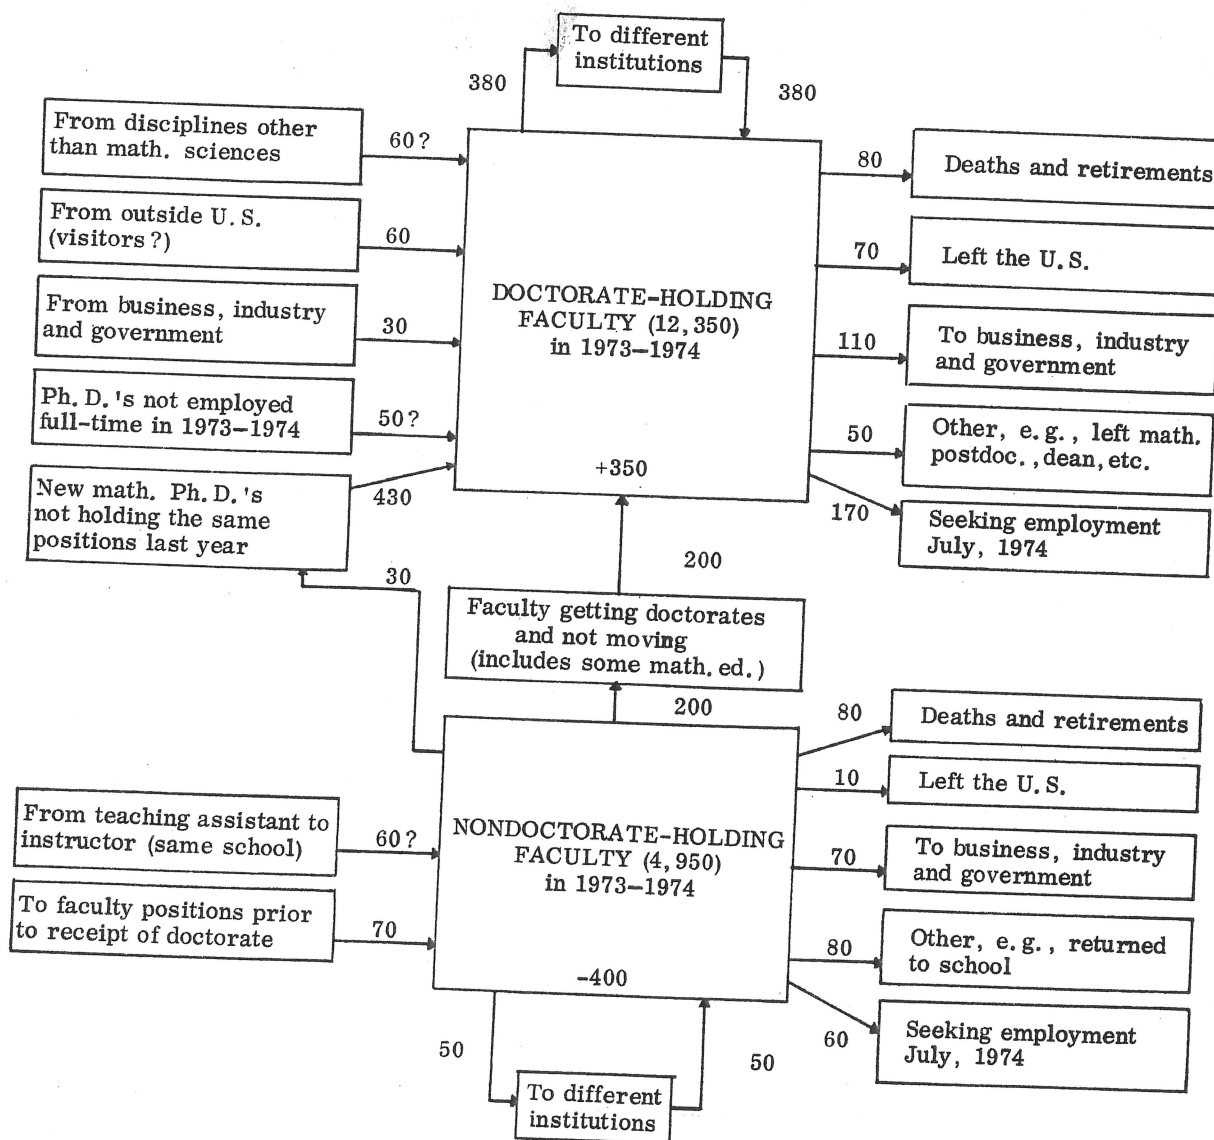 To different
institutions
380
380
From disciplines other
than math. sciences
60?
80
Deaths and retirements
From outside U.S.
(visitors?)
60
70
Left the U.S.
From business, industry
and government
30
DOCTORATE-HOLDING
FACULTY (12,350)
in 1973-1974
+350
110
To business, industry
and government
Ph.D.'s not employed
full-time in 1973-1974
50?
50
Other, e.g., left math.
postdoc., dean, etc.
New math. Ph.D.'s
not holding the same
positions last year
430
170
Seeking employment
July, 1974
30
200
Faculty getting doctorates
and not moving
(includes some math. ed.)
200
80
Deaths and retirements
10
Left the U.S.
From teaching assistant to
instructor (same school)
60?
NONDOCTORATE-HOLDING
FACULTY (4,950)
in 1973-1974
-400
70
To business, industry
and government
To faculty positions prior
to receipt of doctorate
70
80
Other, e.g., returned
to school
60
Seeking employment
July, 1974
50
50
To different
institutions